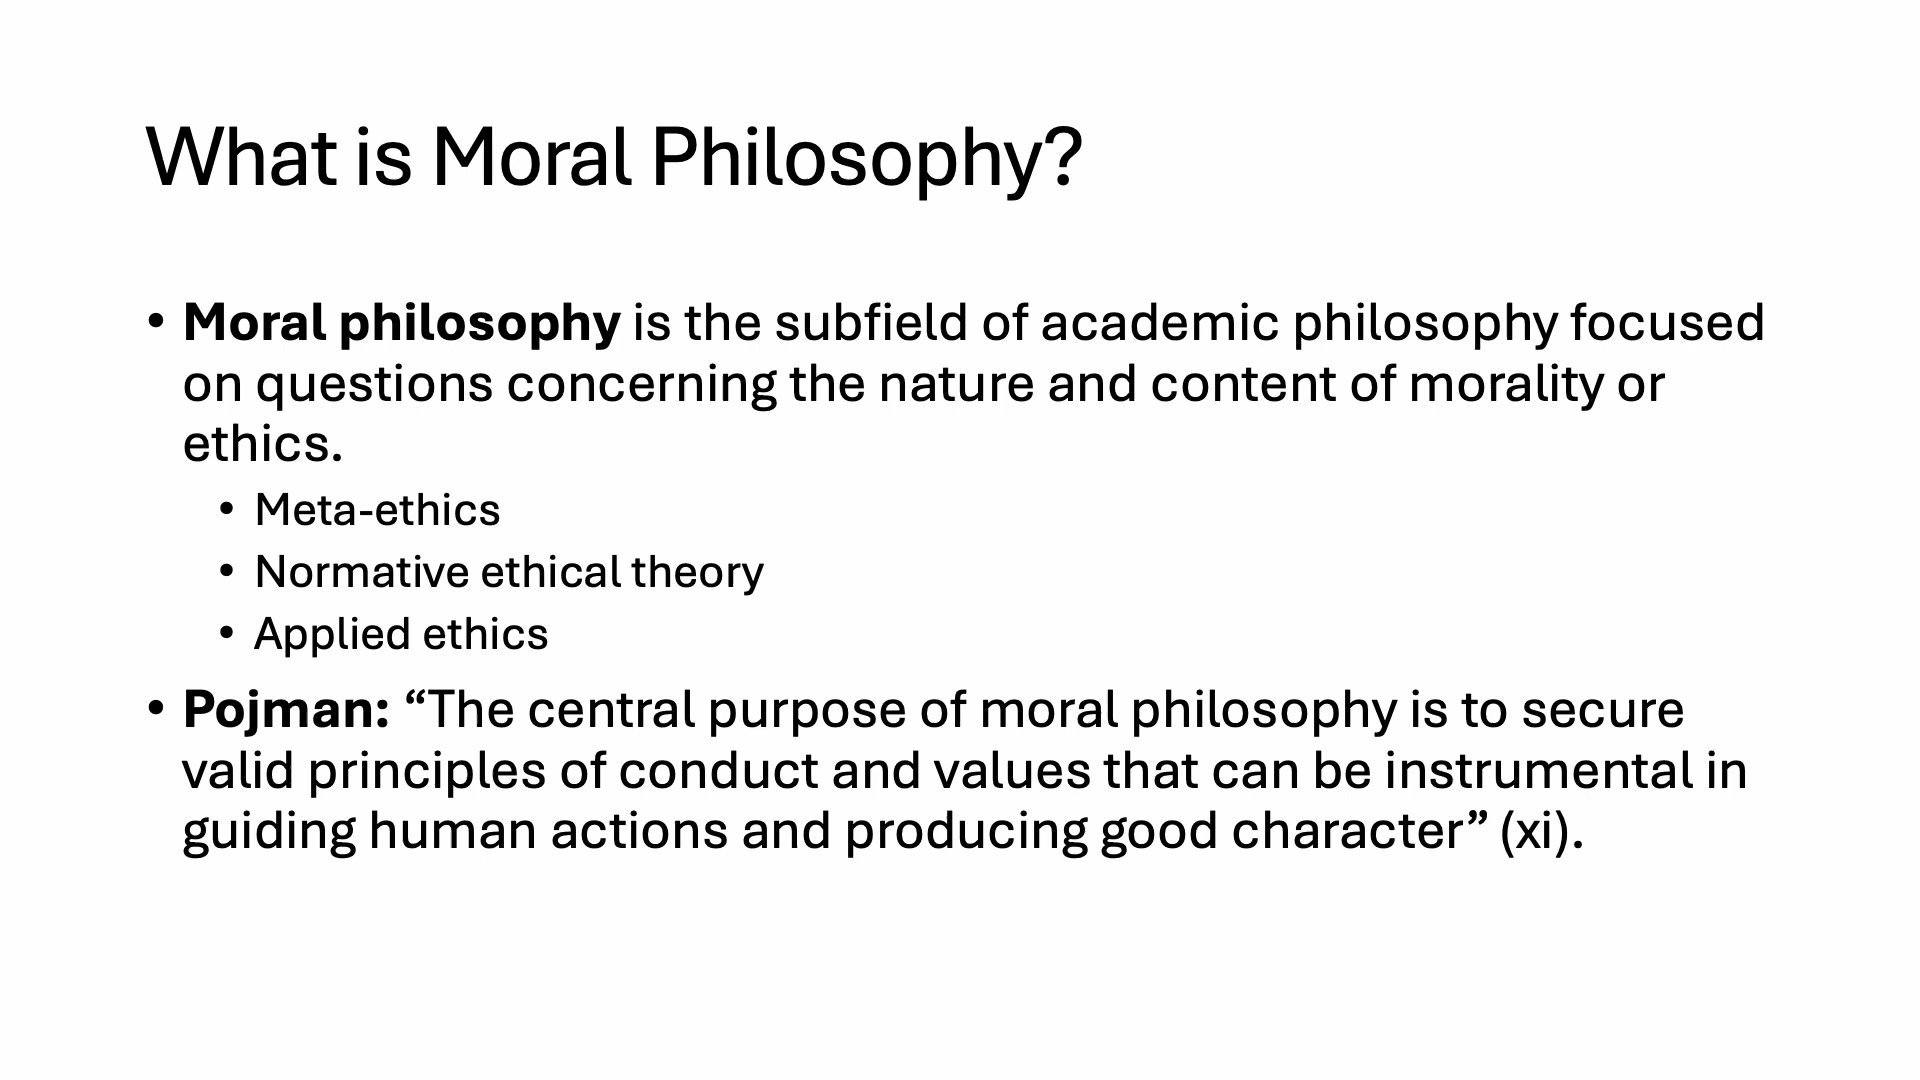 What is Moral Philosophy?
• Moral philosophy is the subfield of academic philosophy focused
on questions concerning the nature and content of morality or
ethics.
• Meta-ethics
• Normative ethical theory
• Applied ethics
• Pojman: “The central purpose of moral philosophy is to secure
valid principles of conduct and values that can be instrumental in
guiding human actions and producing good character” (xi).